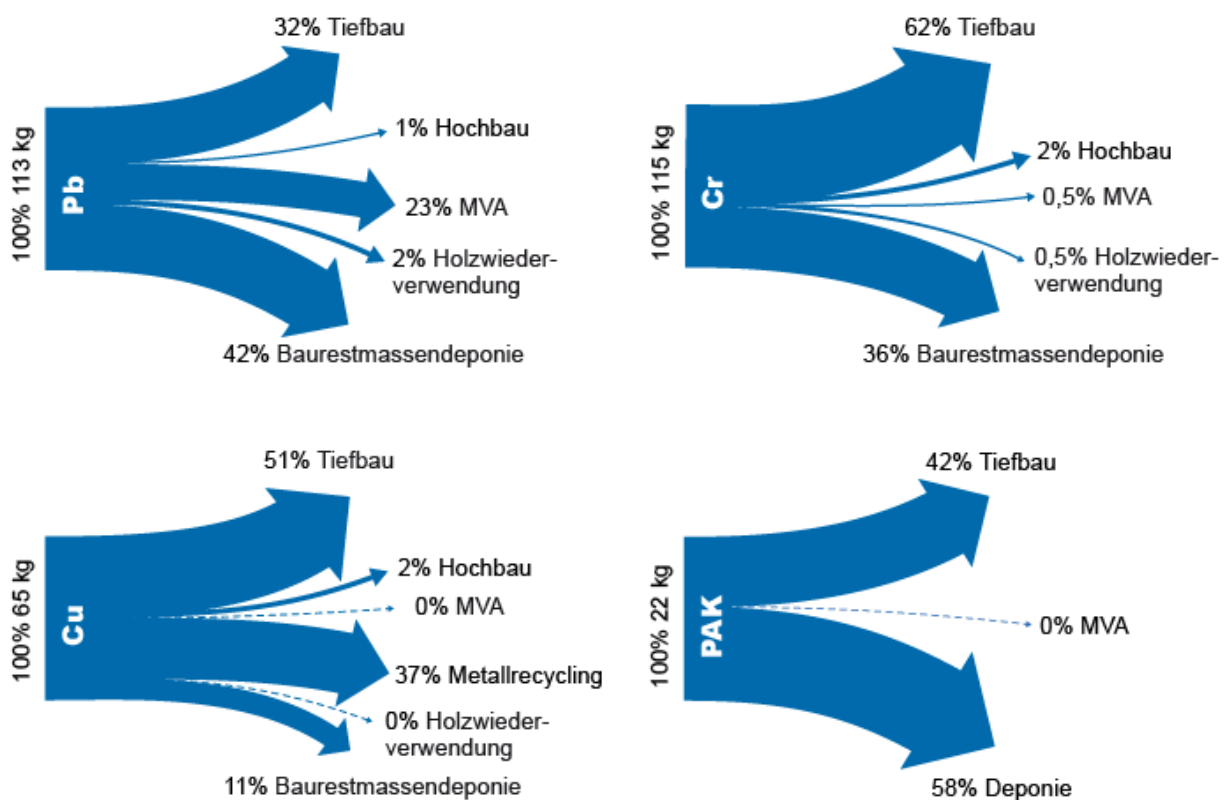 32% Tiefbau
100% 113 kg
Pb
1% Hochbau
23% MVA
2% Holzwieder-
verwendung
42% Baurestmassendeponie
62% Tiefbau
100% 115 kg
Cr
2% Hochbau
0,5% MVA
0,5% Holzwieder-
verwendung
36% Baurestmassendeponie
51% Tiefbau
100% 65 kg
Cu
2% Hochbau
0% MVA
37% Metallrecycling
0% Holzwieder-
verwendung
11% Baurestmassendeponie
42% Tiefbau
100% 22 kg
PAK
0% MVA
58% Deponie